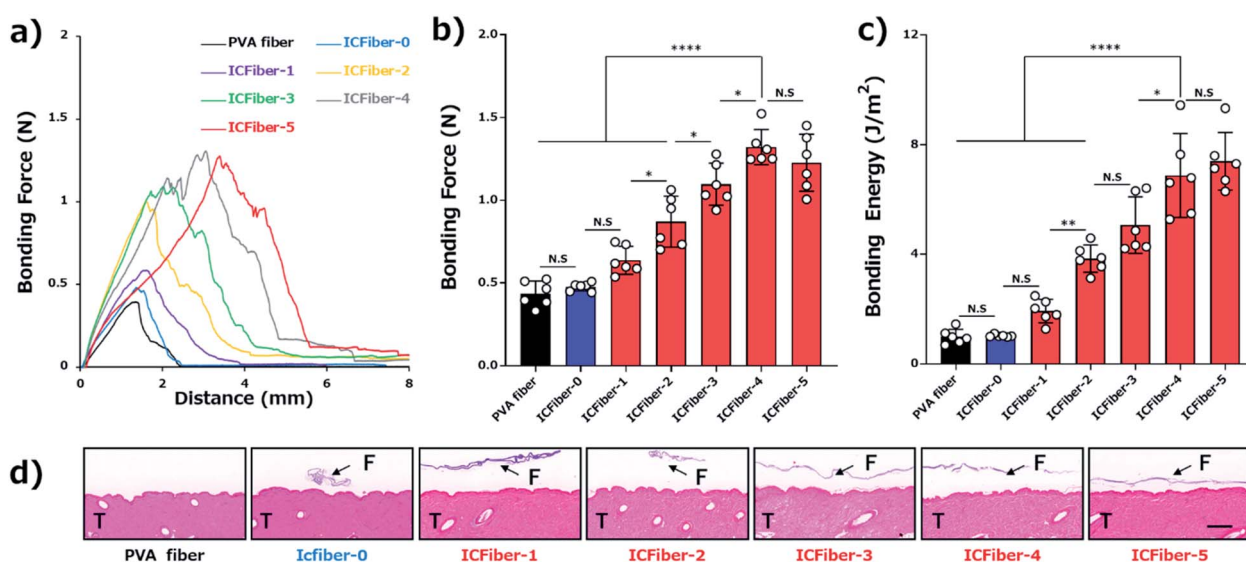 a)
2
1.5
1
0.5
0
0 2 4 6 8
Bonding Force (N)
Distance (mm)
PVA fiber ICFiber-0
ICFiber-1 ICFiber-2
ICFiber-3 ICFiber-4
ICFiber-5
b)
2.0
1.5
1.0
0.5
0.0
Bonding Force (N)
****
* N.S
*
*
N.S
N.S
PVA fiber ICFiber-0 ICFiber-1 ICFiber-2 ICFiber-3 ICFiber-4 ICFiber-5
c)
12
8
4
0
Bonding Energy (J/m²)
****
* N.S
N.S
**
N.S
N.S
PVA fiber ICFiber-0 ICFiber-1 ICFiber-2 ICFiber-3 ICFiber-4 ICFiber-5
d)
F F F F F F
T T T T T T T
PVA fiber Icfiber-0 ICFiber-1 ICFiber-2 ICFiber-3 ICFiber-4 ICFiber-5